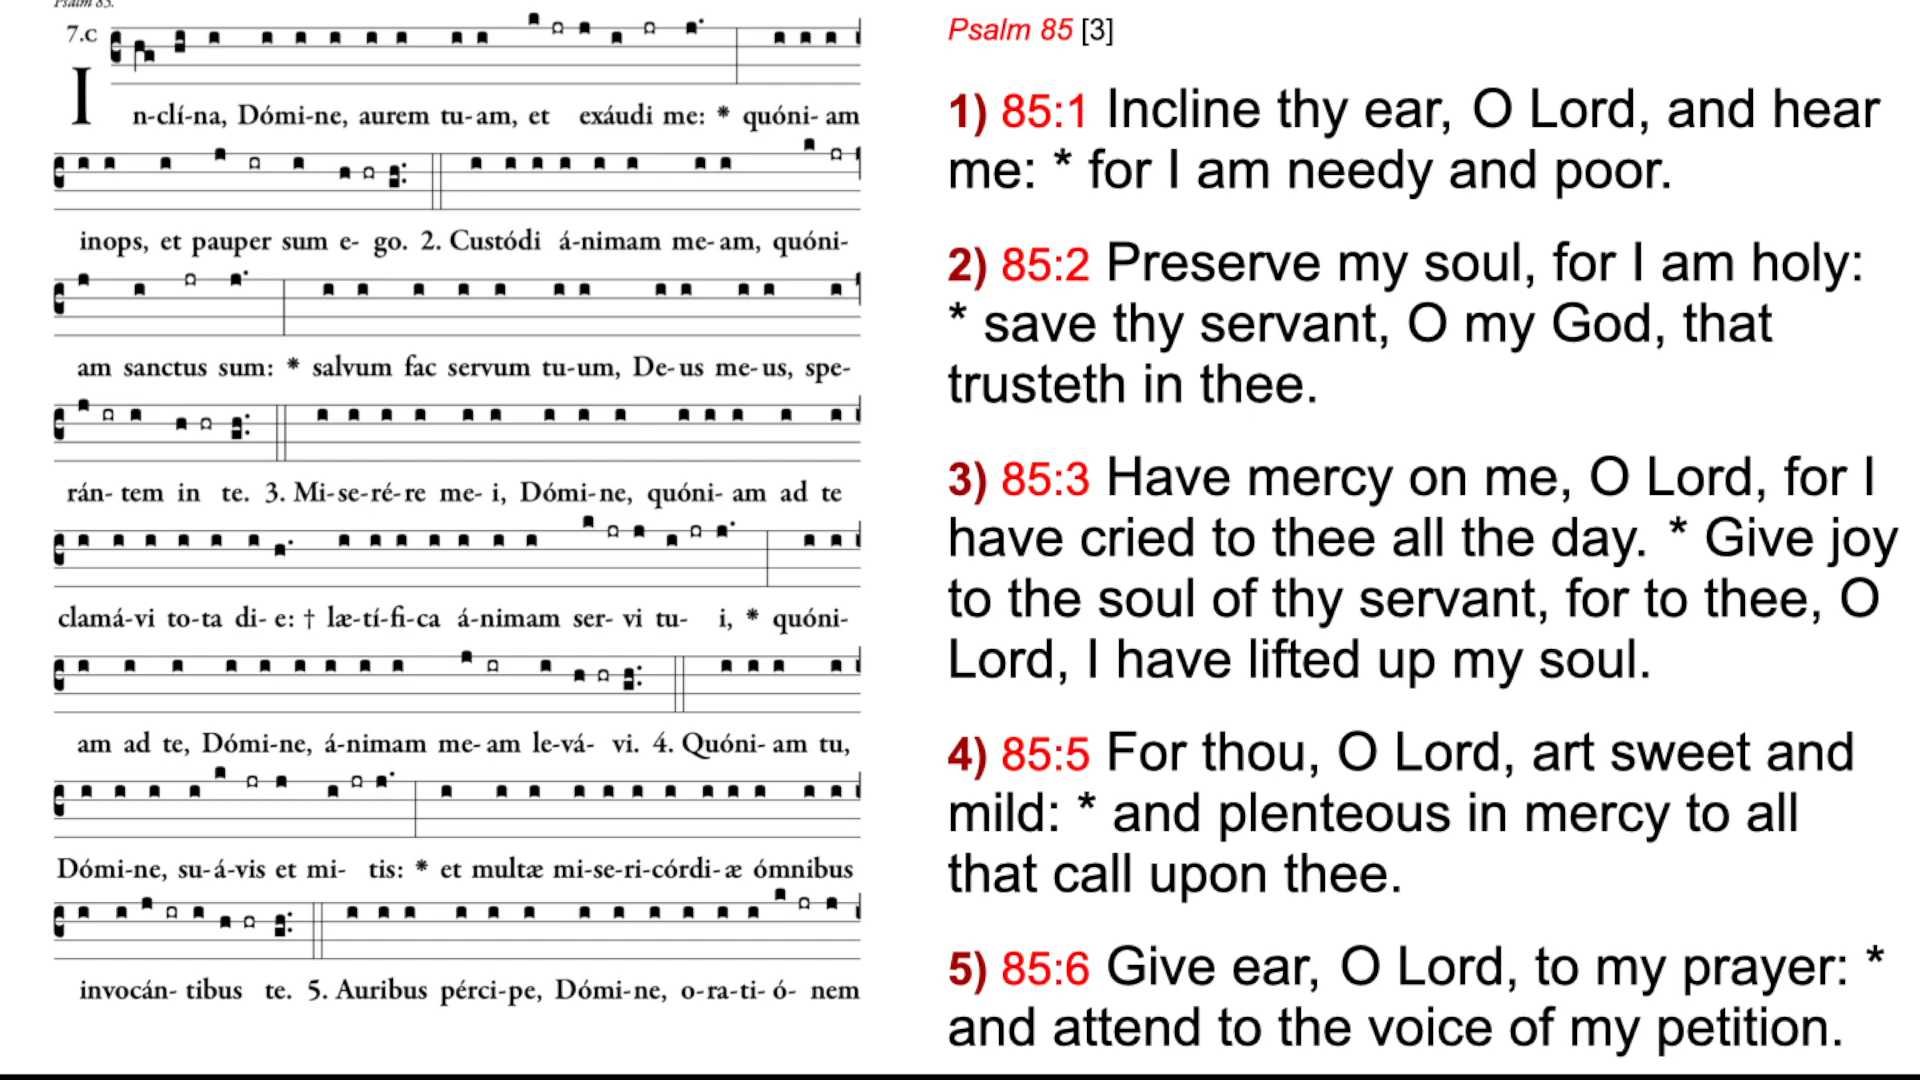 Psalm 85.
7.c
In-clí-na, Dómi-ne, aurem tu-am, et exáudi me: * quóni- am
inops, et pauper sum e- go. 2. Custódi á-nimam me-am, quóni-
am sanctus sum: * salvum fac servum tu-um, De-us me-us, spe-
rán- tem in te. 3. Mi-se-ré-re me- i, Dómi-ne, quóni- am ad te
clamá-vi to-ta di- e: † læ-tí-fi-ca á-nimam ser- vi tu- i, * quóni-
am ad te, Dómi-ne, á-nimam me- am le-vá- vi. 4. Quóni- am tu,
Dómi-ne, su-á-vis et mi- tis: * et multæ mi-se-ri-córdi- æ ómnibus
invocán- tibus te. 5. Auribus pérci-pe, Dómi-ne, o-ra-ti- ó- nem
Psalm 85 [3]
1) 85:1 Incline thy ear, O Lord, and hear
me: * for I am needy and poor.
2) 85:2 Preserve my soul, for I am holy:
* save thy servant, O my God, that
trusteth in thee.
3) 85:3 Have mercy on me, O Lord, for I
have cried to thee all the day. * Give joy
to the soul of thy servant, for to thee, O
Lord, I have lifted up my soul.
4) 85:5 For thou, O Lord, art sweet and
mild: * and plenteous in mercy to all
that call upon thee.
5) 85:6 Give ear, O Lord, to my prayer: *
and attend to the voice of my petition.